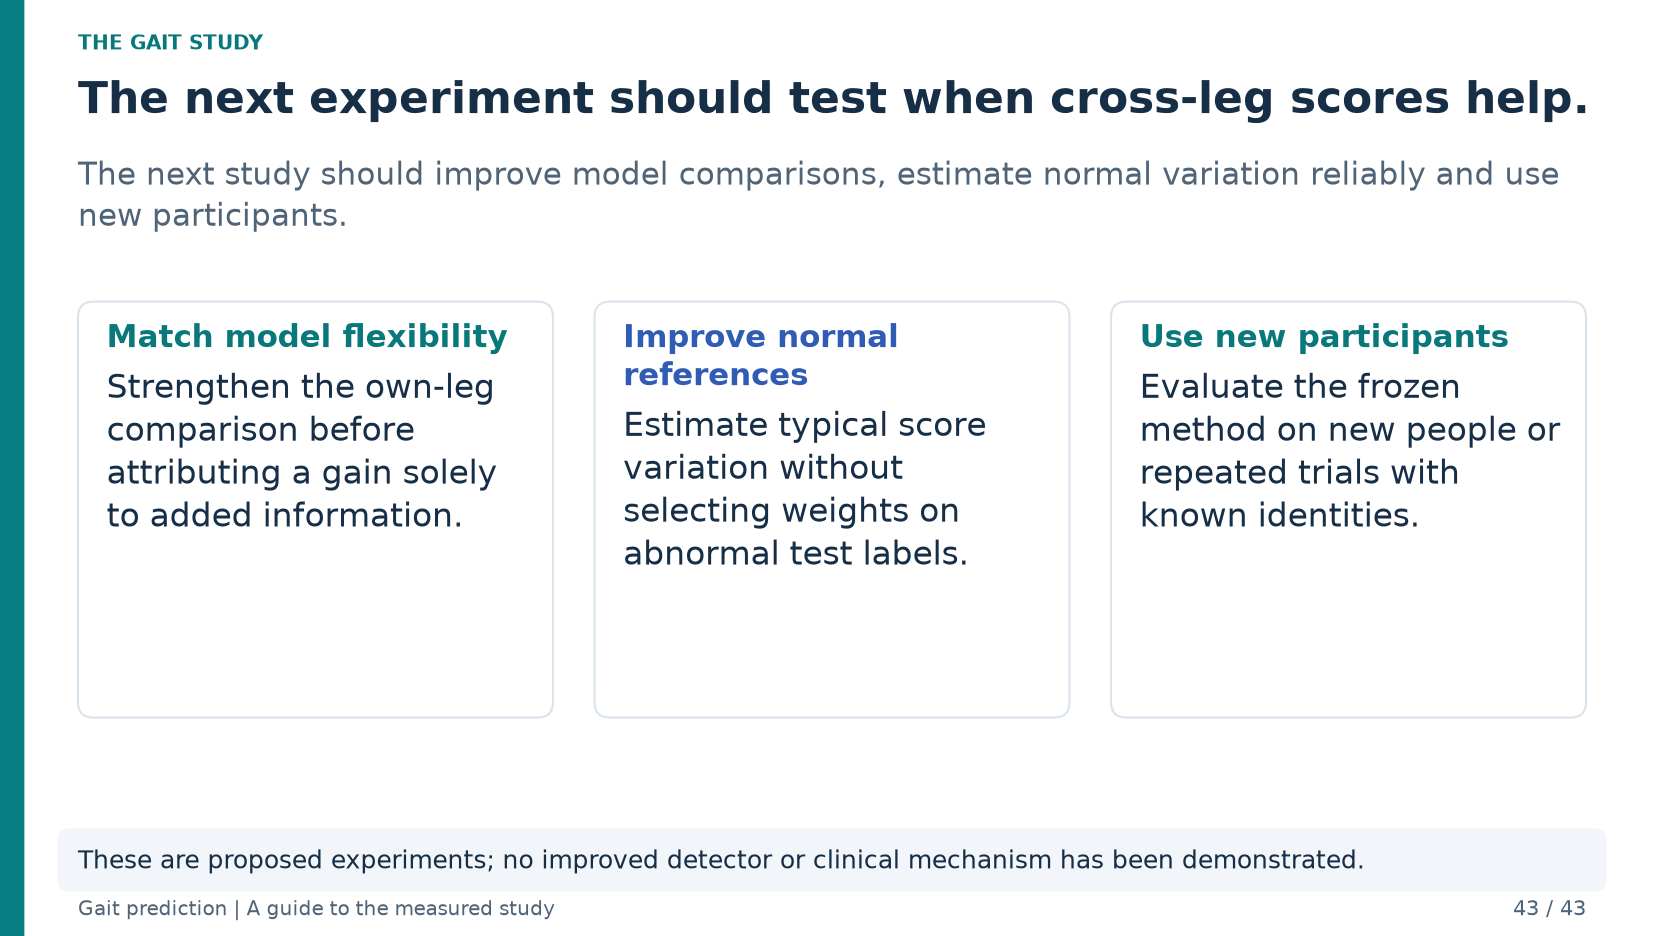 THE GAIT STUDY
The next experiment should test when cross-leg scores help.
The next study should improve model comparisons, estimate normal variation reliably and use
new participants.
Match model flexibility
Strengthen the own-leg
comparison before
attributing a gain solely
to added information.
Improve normal
references
Estimate typical score
variation without
selecting weights on
abnormal test labels.
Use new participants
Evaluate the frozen
method on new people or
repeated trials with
known identities.
These are proposed experiments; no improved detector or clinical mechanism has been demonstrated.
Gait prediction | A guide to the measured study
43 / 43